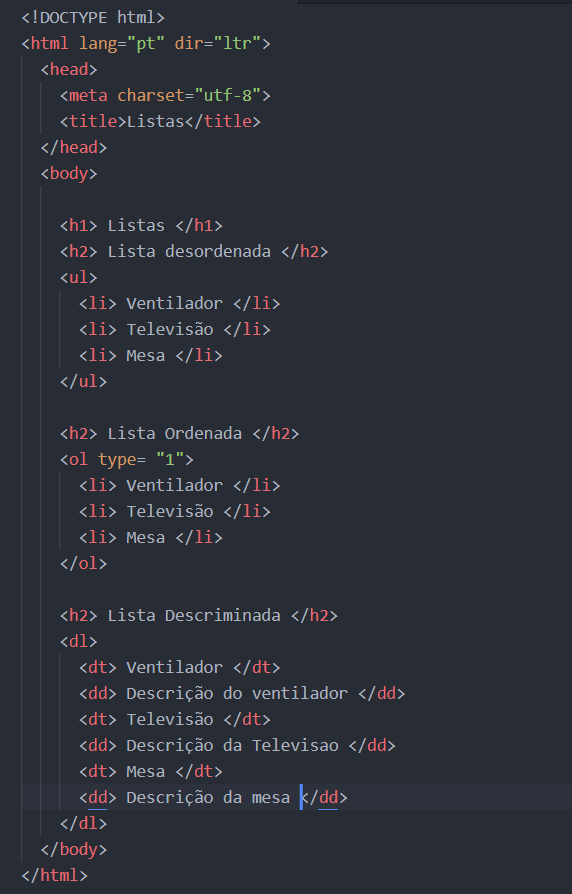 <!DOCTYPE html>
<html lang="pt" dir="ltr">
<head>
<meta charset="utf-8">
<title>Listas</title>
</head>
<body>
<h1> Listas </h1>
<h2> Lista desordenada </h2>
<ul>
<li> Ventilador </li>
<li> Televisão </li>
<li> Mesa </li>
</ul>
<h2> Lista Ordenada </h2>
<ol type= "1">
<li> Ventilador </li>
<li> Televisão </li>
<li> Mesa </li>
</ol>
<h2> Lista Descriminada </h2>
<dl>
<dt> Ventilador </dt>
<dd> Descrição do ventilador </dd>
<dt> Televisão </dt>
<dd> Descrição da Televisao </dd>
<dt> Mesa </dt>
<dd> Descrição da mesa </dd>
</dl>
</body>
</html>